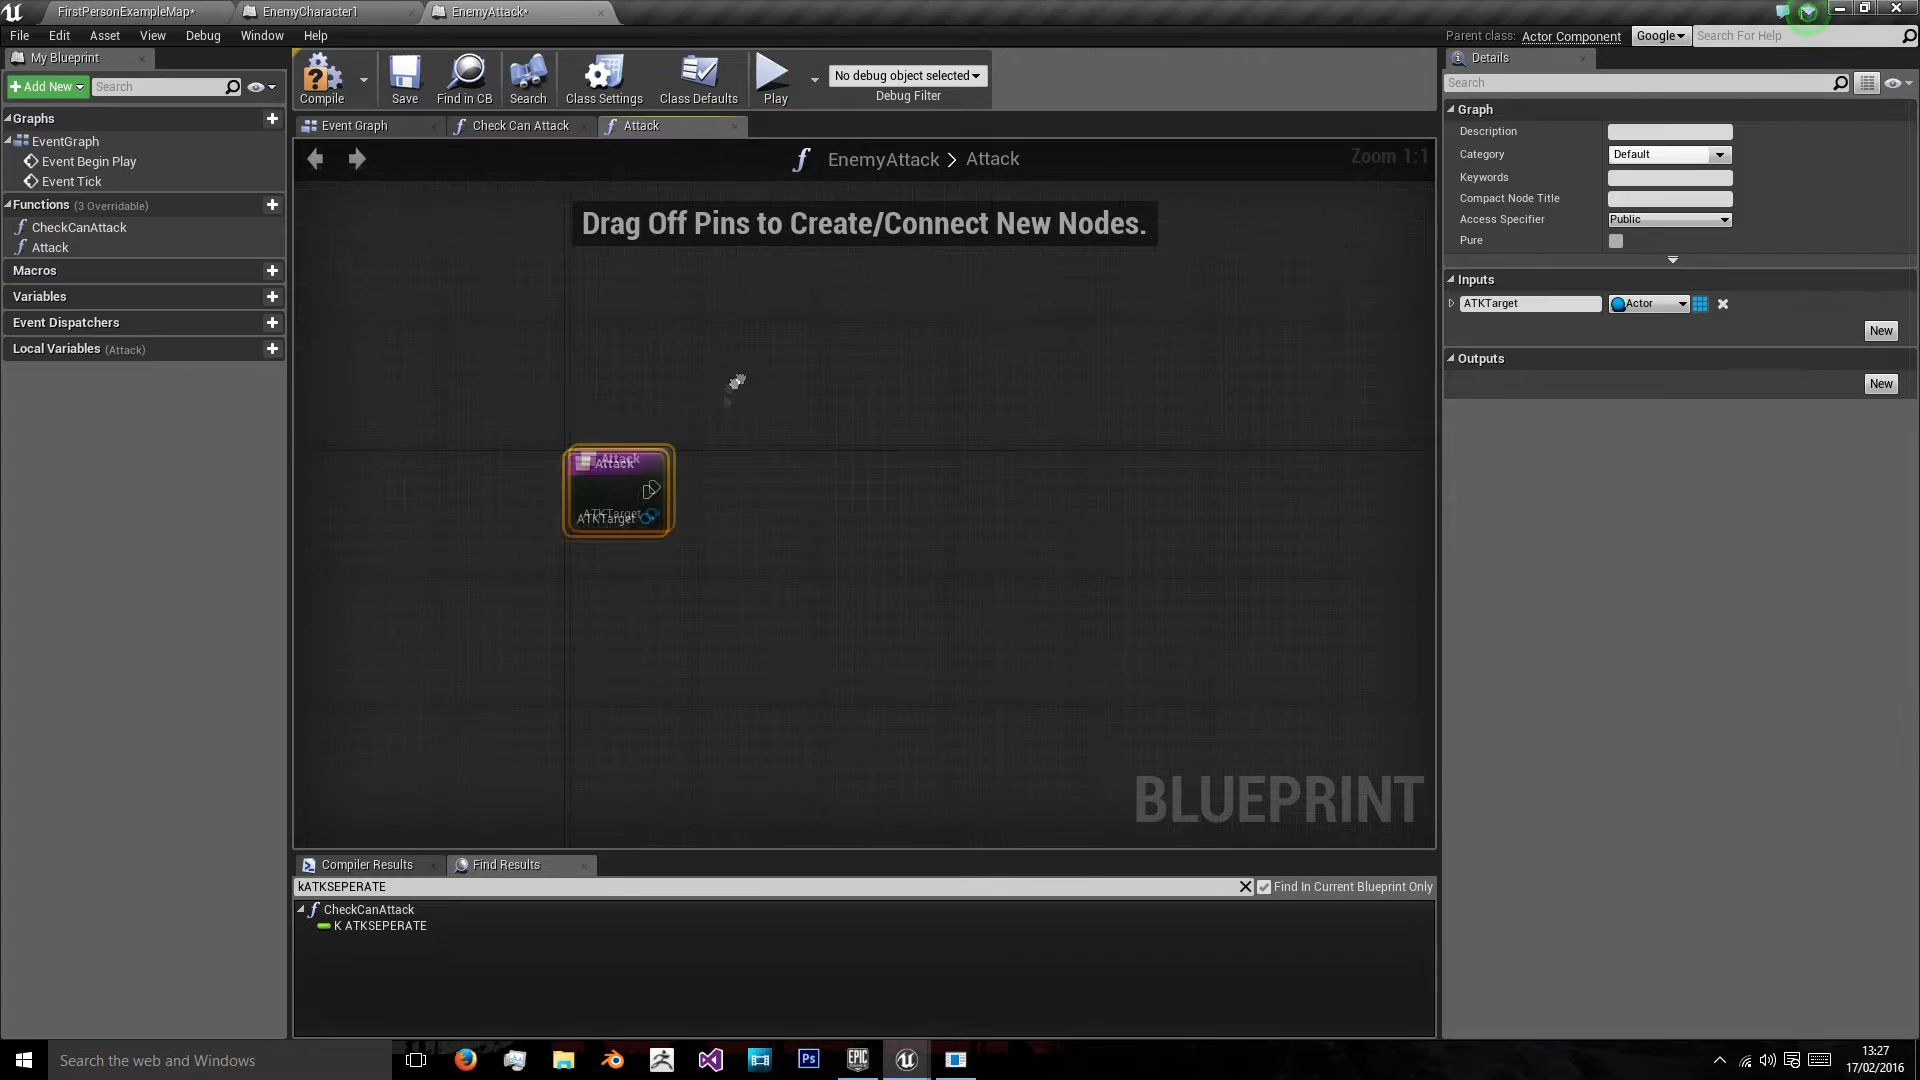 FirstPersonExampleMap*
EnemyCharacter1
EnemyAttack*
File Edit Asset View Debug Window Help
Parent class: Actor Component Google Search For Help
My Blueprint
Add New Search
Compile Save Find in CB Search Class Settings Class Defaults Play
No debug object selected
Debug Filter
Details
Search
Graphs
EventGraph
Event Begin Play
Event Tick
Functions (3 Overridable)
CheckCanAttack
Attack
Macros
Variables
Event Dispatchers
Local Variables (Attack)
Event Graph
Check Can Attack
Attack
EnemyAttack > Attack
Zoom 1:1
Drag Off Pins to Create/Connect New Nodes.
Attack
ATKTarget
BLUEPRINT
Graph
Description
Category Default
Keywords
Compact Node Title
Access Specifier Public
Pure
Inputs
ATKTarget Actor
New
Outputs
New
Compiler Results
Find Results
kATKSEPERATE
Find In Current Blueprint Only
CheckCanAttack
K ATKSEPERATE
Search the web and Windows
Ps
EPIC
13:27
17/02/2016